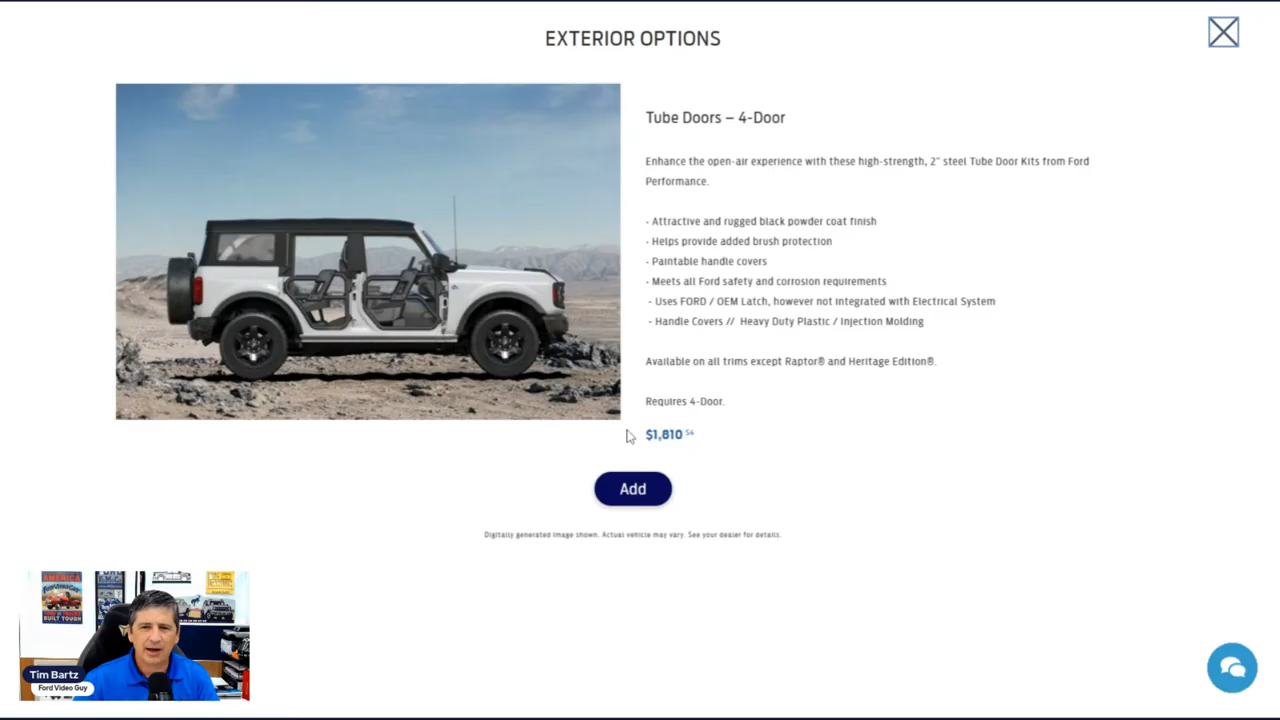 EXTERIOR OPTIONS
Tube Doors – 4-Door
Enhance the open-air experience with these high-strength, 2" steel Tube Door Kits from Ford
Performance.
- Attractive and rugged black powder coat finish
- Helps provide added brush protection
- Paintable handle covers
- Meets all Ford safety and corrosion requirements
- Uses FORD / OEM Latch, however not integrated with Electrical System
- Handle Covers // Heavy Duty Plastic / Injection Molding
Available on all trims except Raptor® and Heritage Edition®.
Requires 4-Door.
$1,810 54
Add
Digitally generated image shown. Actual vehicle may vary. See your dealer for details.
AMERICA
BUILT TOUGH
Tim Bartz
Ford Video Guy